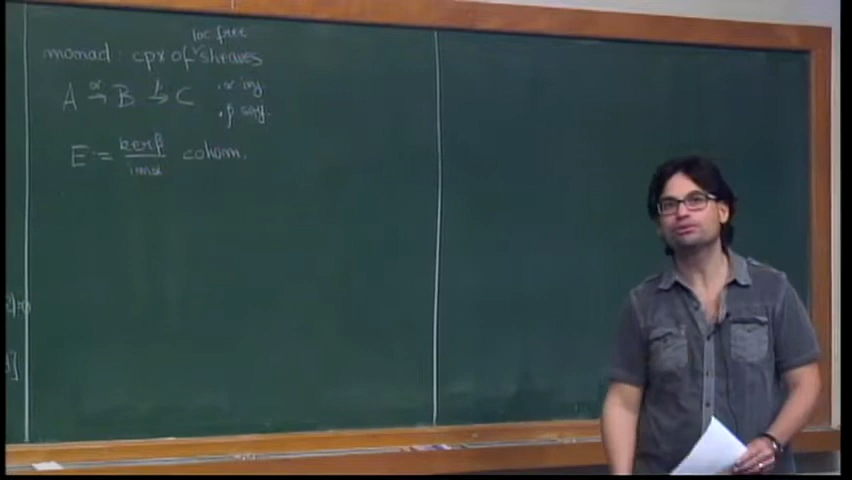 loc free
monad: cpx of sheaves
A →α B →β C · α inj.
· β surj.
E := ker β / im α cohom.